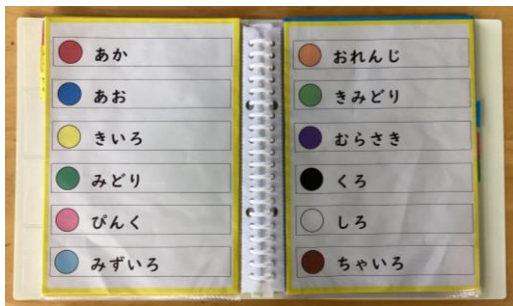 あか
あお
きいろ
みどり
ぴんく
みずいろ
おれんじ
きみどり
むらさき
くろ
しろ
ちゃいろ